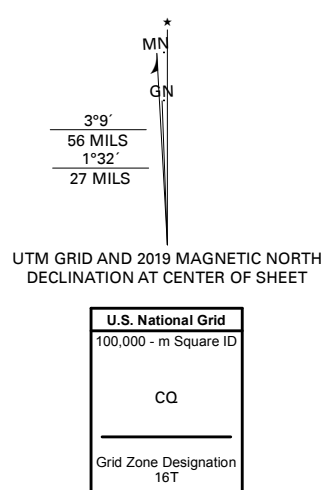 MN
GN
3°9´
56 MILS
1°32´
27 MILS
UTM GRID AND 2019 MAGNETIC NORTH
DECLINATION AT CENTER OF SHEET
U.S. National Grid
100,000 - m Square ID
CQ
Grid Zone Designation
16T